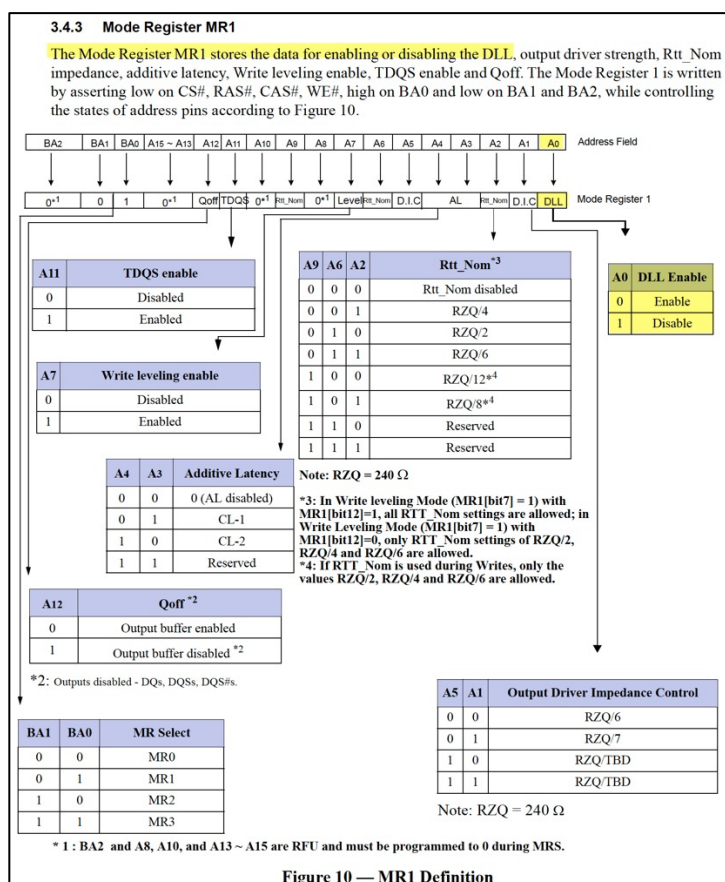 3.4.3 Mode Register MR1
The Mode Register MR1 stores the data for enabling or disabling the DLL, output driver strength, Rtt_Nom
impedance, additive latency, Write leveling enable, TDQS enable and Qoff. The Mode Register 1 is written
by asserting low on CS#, RAS#, CAS#, WE#, high on BA0 and low on BA1 and BA2, while controlling
the states of address pins according to Figure 10.
BA2 BA1 BA0 A15 ~ A13 A12 A11 A10 A9 A8 A7 A6 A5 A4 A3 A2 A1 A0 Address Field
0*1 0 1 0*1 Qoff TDQS 0*1 Rtt_Nom 0*1 Level Rtt_Nom D.I.C AL Rtt_Nom D.I.C DLL Mode Register 1
A11 TDQS enable
0 Disabled
1 Enabled
A7 Write leveling enable
0 Disabled
1 Enabled
A9 A6 A2 Rtt_Nom*3
0 0 0 Rtt_Nom disabled
0 0 1 RZQ/4
0 1 0 RZQ/2
0 1 1 RZQ/6
1 0 0 RZQ/12*4
1 0 1 RZQ/8*4
1 1 0 Reserved
1 1 1 Reserved
Note: RZQ = 240 Ω
*3: In Write leveling Mode (MR1[bit7] = 1) with
MR1[bit12]=1, all RTT_Nom settings are allowed; in
Write Leveling Mode (MR1[bit7] = 1) with
MR1[bit12]=0, only RTT_Nom settings of RZQ/2,
RZQ/4 and RZQ/6 are allowed.
*4: If RTT_Nom is used during Writes, only the
values RZQ/2, RZQ/4 and RZQ/6 are allowed.
A0 DLL Enable
0 Enable
1 Disable
A4 A3 Additive Latency
0 0 0 (AL disabled)
0 1 CL-1
1 0 CL-2
1 1 Reserved
A12 Qoff *2
0 Output buffer enabled
1 Output buffer disabled *2
*2: Outputs disabled - DQs, DQSs, DQS#s.
BA1 BA0 MR Select
0 0 MR0
0 1 MR1
1 0 MR2
1 1 MR3
A5 A1 Output Driver Impedance Control
0 0 RZQ/6
0 1 RZQ/7
1 0 RZQ/TBD
1 1 RZQ/TBD
Note: RZQ = 240 Ω
* 1 : BA2 and A8, A10, and A13 ~ A15 are RFU and must be programmed to 0 during MRS.
Figure 10 — MR1 Definition